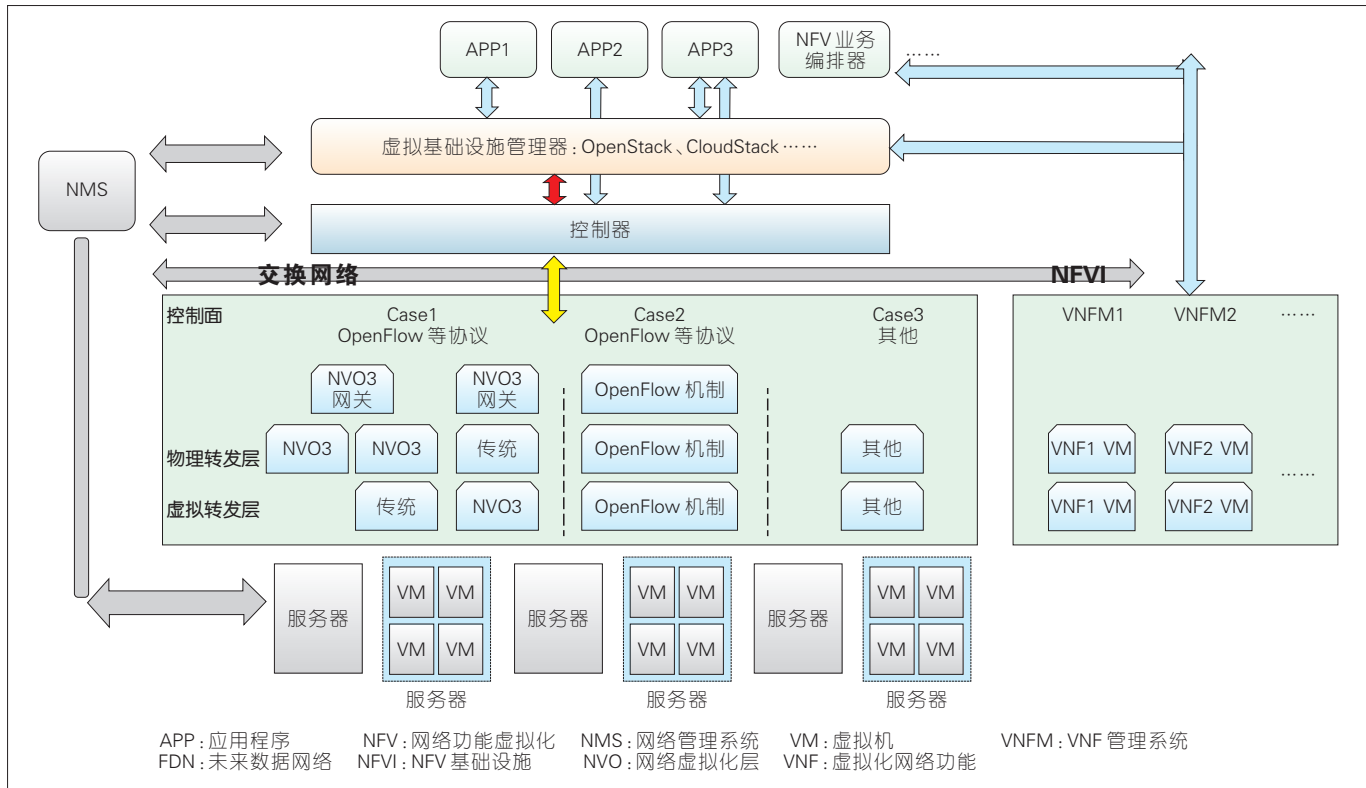 APP1
APP2
APP3
NFV 业务
编排器
……
虚拟基础设施管理器：OpenStack、CloudStack……
NMS
控制器
交换网络
NFVI
控制面
Case1
OpenFlow 等协议
Case2
OpenFlow 等协议
Case3
其他
VNFM1
VNFM2
……
NVO3
网关
NVO3
网关
OpenFlow 机制
物理转发层
NVO3
NVO3
传统
OpenFlow 机制
其他
VNF1 VM
VNF2 VM
……
虚拟转发层
传统
NVO3
OpenFlow 机制
其他
VNF1 VM
VNF2 VM
服务器
VM
VM
VM
VM
服务器
服务器
VM
VM
VM
VM
服务器
服务器
VM
VM
VM
VM
服务器
APP：应用程序 NFV：网络功能虚拟化 NMS：网络管理系统 VM：虚拟机 VNFM：VNF 管理系统
FDN：未来数据网络 NFVI：NFV 基础设施 NVO：网络虚拟化层 VNF：虚拟化网络功能